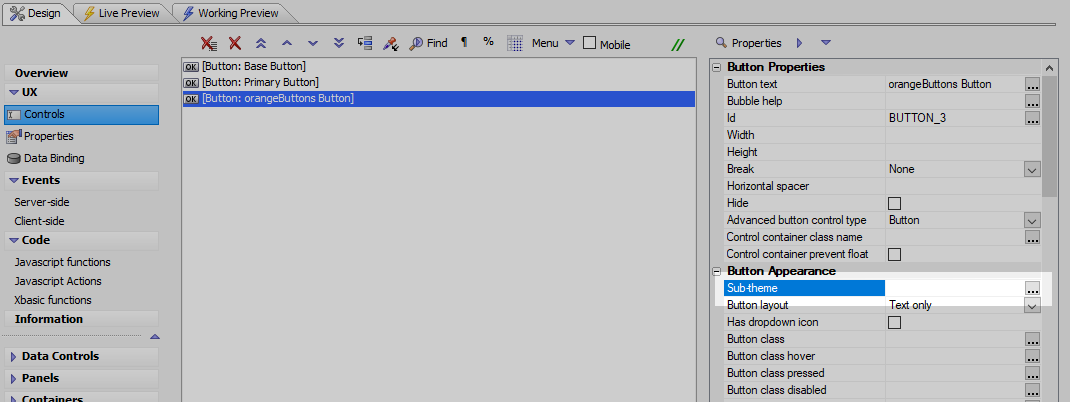 Design
Live Preview
Working Preview
Find
¶
%
Menu
Mobile
//
Properties
Overview
UX
Controls
Properties
Data Binding
Events
Server-side
Client-side
Code
Javascript functions
Javascript Actions
Xbasic functions
Information
Data Controls
Panels
Containers
OK [Button: Base Button]
OK [Button: Primary Button]
OK [Button: orangeButtons Button]
Button Properties
Button text orangeButtons Button ...
Bubble help ...
Id BUTTON_3 ...
Width
Height
Break None
Horizontal spacer
Hide
Advanced button control type Button
Control container class name ...
Control container prevent float
Button Appearance
Sub-theme ...
Button layout Text only
Has dropdown icon
Button class ...
Button class hover ...
Button class pressed ...
Button class disabled ...